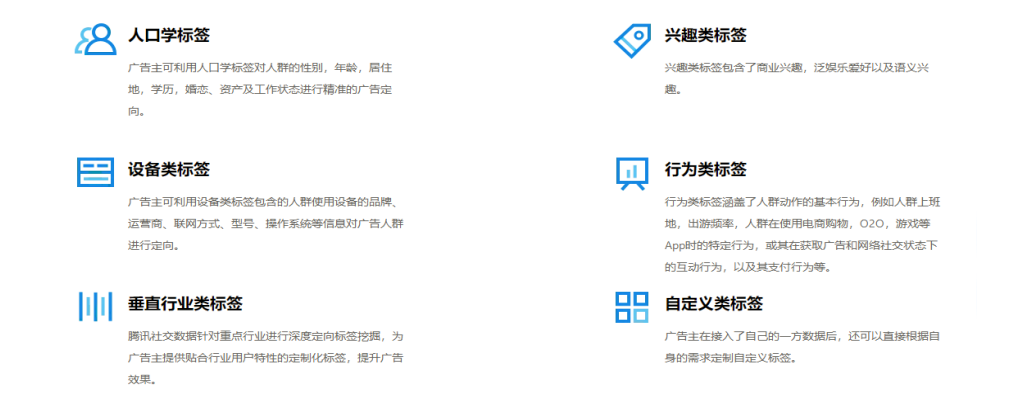 人口学标签
广告主可利用人口学标签对人群的性别，年龄，居住
地，学历，婚恋、资产及工作状态进行精准的广告定
向。
兴趣类标签
兴趣类标签包含了商业兴趣，泛娱乐爱好以及语义兴
趣。
设备类标签
广告主可利用设备类标签包含的人群使用设备的品牌、
运营商、联网方式、型号、操作系统等信息对广告人群
进行定向。
行为类标签
行为类标签涵盖了人群动作的基本行为，例如人群上班
地，出游频率，人群在使用电商购物，O2O，游戏等
App时的特定行为，或其在获取广告和网络社交状态下
的互动行为，以及其支付行为等。
垂直行业类标签
腾讯社交数据针对重点行业进行深度定向标签挖掘，为
广告主提供贴合行业用户特性的定制化标签，提升广告
效果。
自定义类标签
广告主在接入了自己的一方数据后，还可以直接根据自
身的需求定制自定义标签。